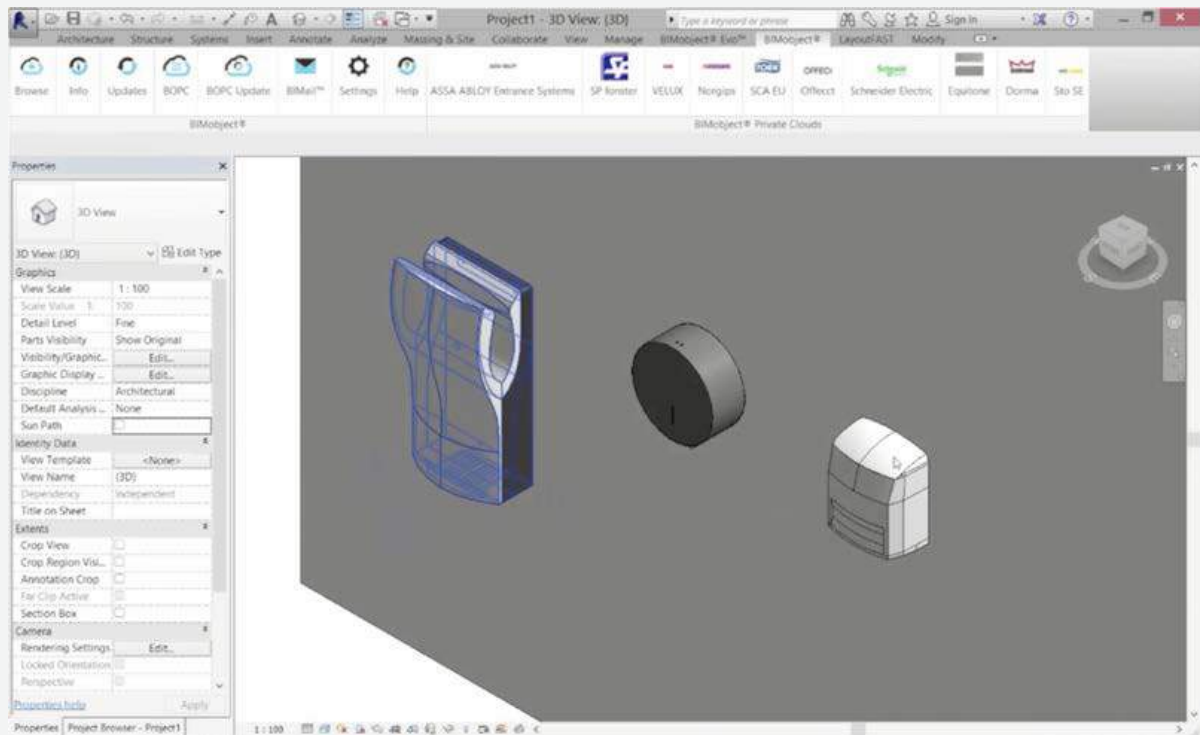 Project1 - 3D View: {3D}
Type a keyword or phrase
Sign In
Architecture Structure Systems Insert Annotate Analyze Massing & Site Collaborate View Manage BIMobject® Evo™ BIMobject® LayoutFAST Modify
SCA EU
Browse Info Updates BOPC BOPC Update BIMail™ Settings Help ASSA ABLOY Entrance Systems SP fonster VELUX Norgips SCA EU Offecct Schneider Electric Equitone Dorma Sto SE
BIMobject® BIMobject® Private Clouds
Properties
3D View
3D View: {3D} Edit Type
Graphics
View Scale 1 : 100
Scale Value 1: 100
Detail Level Fine
Parts Visibility Show Original
Visibility/Graphic... Edit...
Graphic Display ... Edit...
Discipline Architectural
Default Analysis ... None
Sun Path
Identity Data
View Template <None>
View Name {3D}
Dependency Independent
Title on Sheet
Extents
Crop View
Crop Region Visi...
Annotation Crop
Far Clip Active
Section Box
Camera
Rendering Settings Edit...
Locked Orientation
Perspective
Properties help Apply
Properties Project Browser - Project1
1 : 100